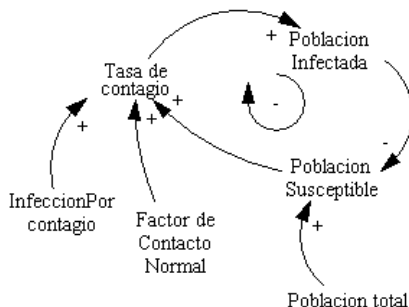 +
Poblacion
Infectada
Tasa de
contagio
+
-
+
+
-
Poblacion
Susceptible
InfeccionPor
contagio
Factor de
Contacto
Normal
+
Poblacion total